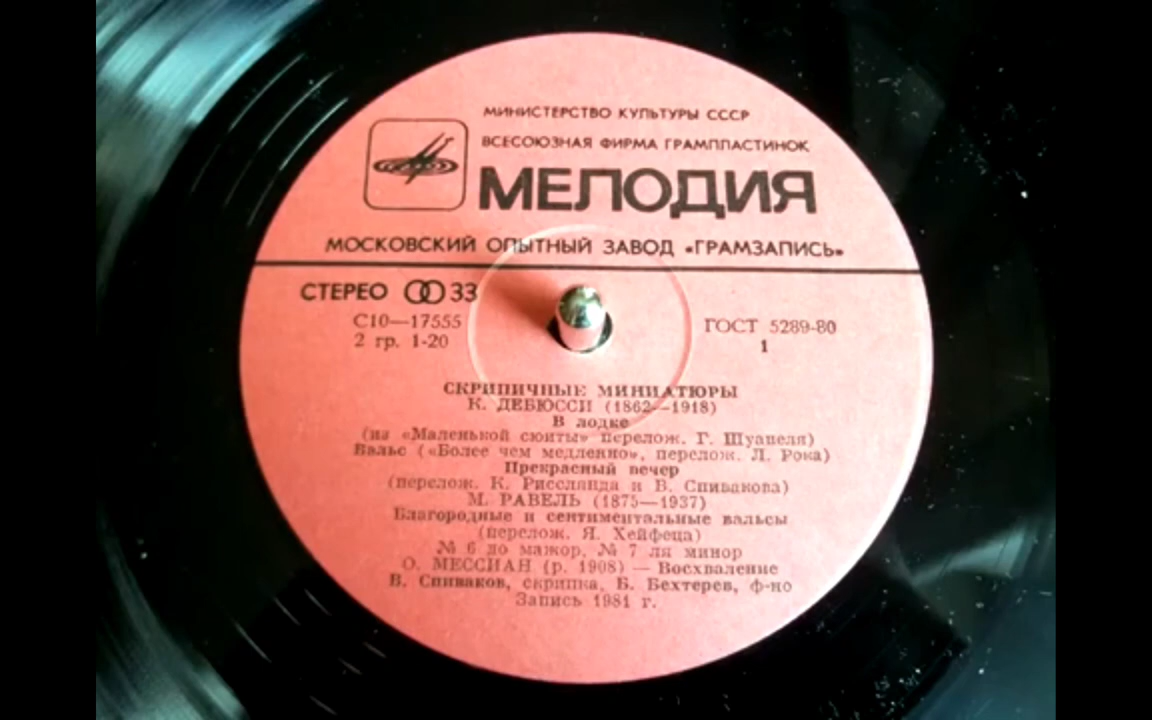 МИНИСТЕРСТВО КУЛЬТУРЫ СССР
ВСЕСОЮЗНАЯ ФИРМА ГРАМПЛАСТИНОК
МЕЛОДИЯ
МОСКОВСКИЙ ОПЫТНЫЙ ЗАВОД «ГРАМЗАПИСЬ»
СТЕРЕО 33
С10—17555
2 гр. 1-20
ГОСТ 5289-80
1
СКРИПИЧНЫЕ МИНИАТЮРЫ
К. ДЕБЮССИ (1862—1918)
В лодке
(из «Маленькой сюиты» перелож. Г. Шуанеля)
Вальс («Более чем медленно», перелож. Л. Рока)
Прекрасный вечер
(перелож. К. Рисслянда и В. Спивакова)
М. РАВЕЛЬ (1875—1937)
Благородные и сентиментальные вальсы
(перелож. Я. Хейфеца)
№ 6 до мажор, № 7 ля минор
О. МЕССИАН (р. 1908) — Восхваление
В. Спиваков, скрипка, Б. Бехтерев, ф-но
Запись 1981 г.